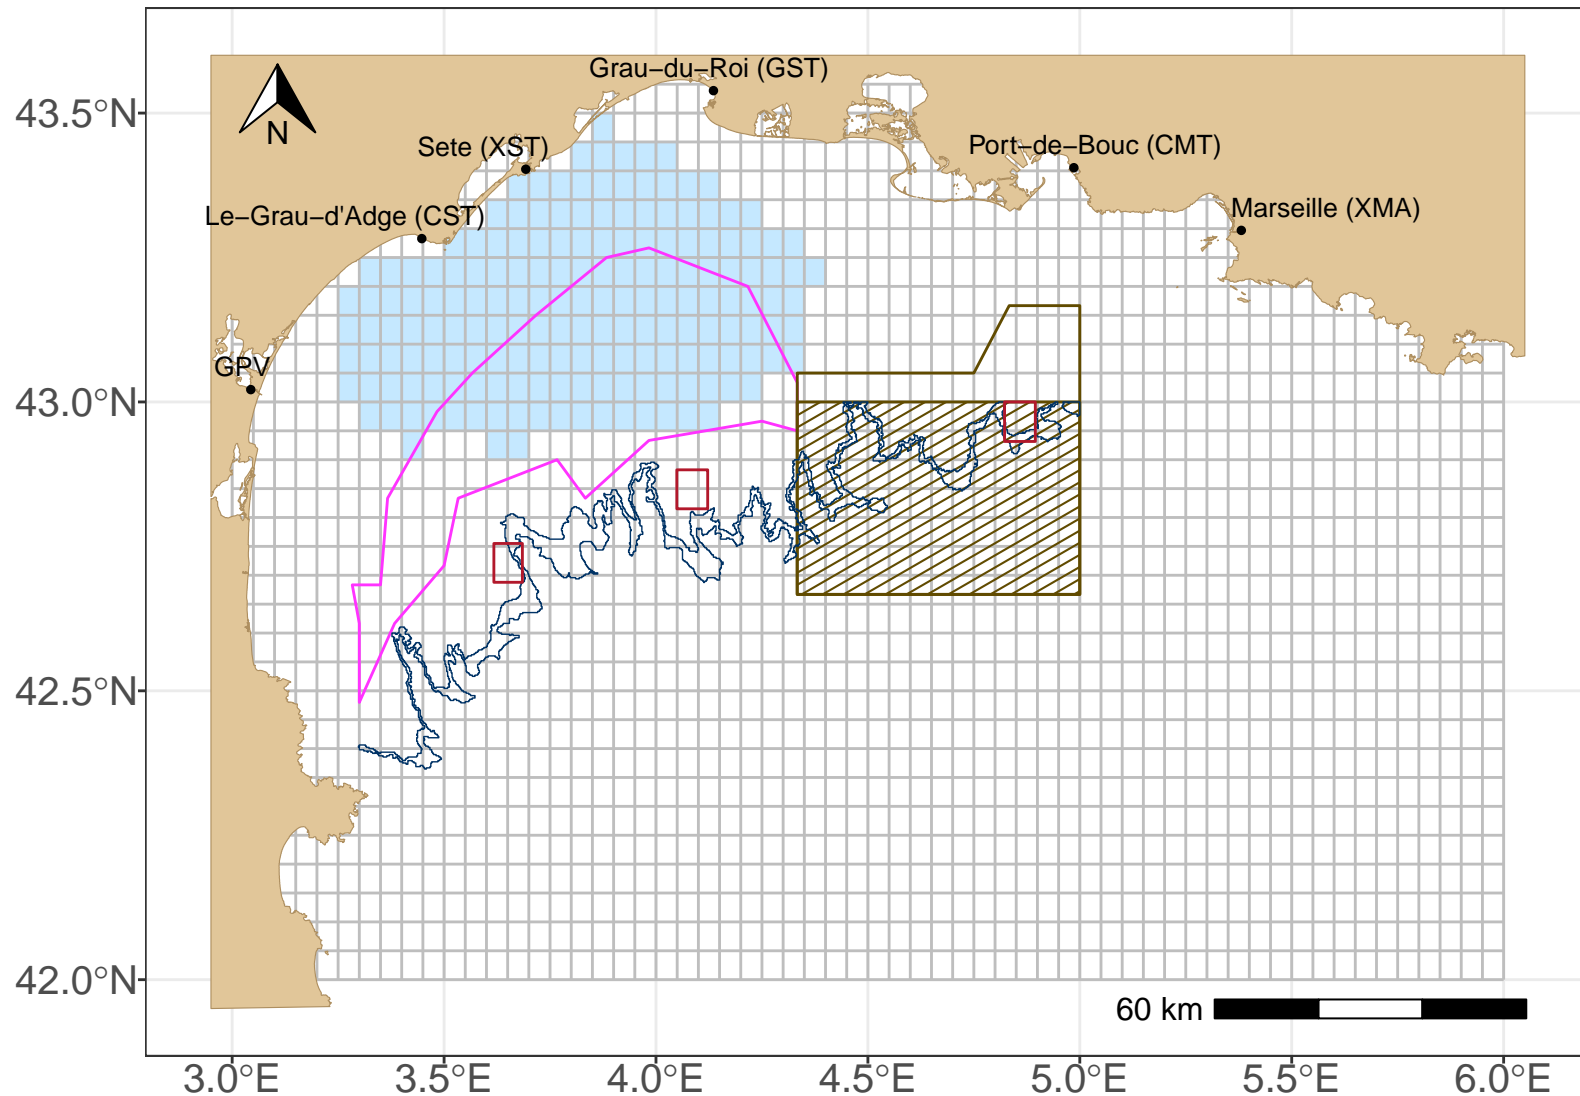 Grau−du−Roi (GST)
43.5°N
N
Sete (XST)
Port−de−Bouc (CMT)
Le−Grau−d'Adge (CST)
Marseille (XMA)
GPV
43.0°N
42.5°N
42.0°N
60 km
3.0°E 3.5°E 4.0°E 4.5°E 5.0°E 5.5°E 6.0°E